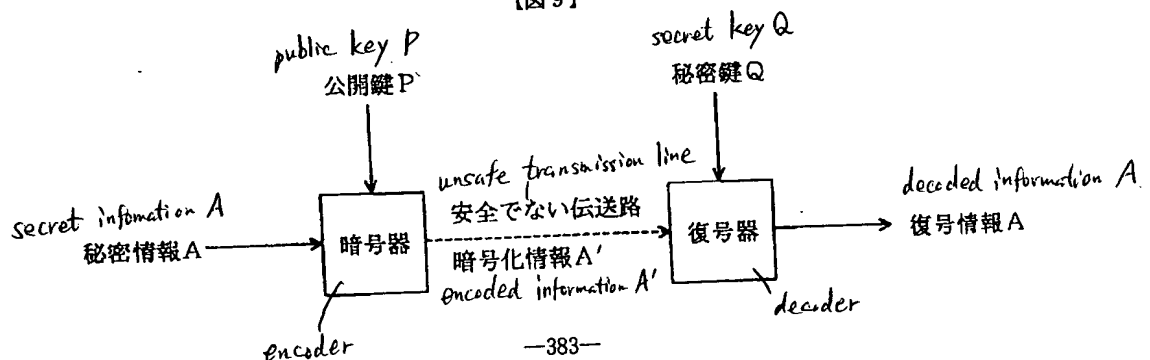 【図9】
public key P
公開鍵P
secret key Q
秘密鍵Q
secret infomation A
秘密情報A
暗号器
unsafe transmission line
安全でない伝送路
暗号化情報A′
encoded information A′
復号器
decoded information A
復号情報A
encoder
decoder
—383—